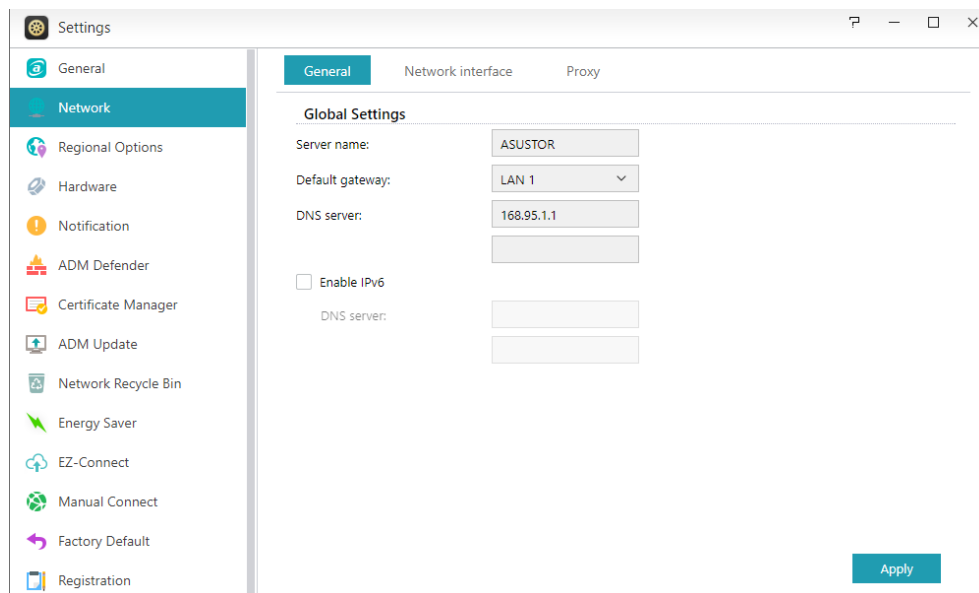 Settings
General
Network
Regional Options
Hardware
Notification
ADM Defender
Certificate Manager
ADM Update
Network Recycle Bin
Energy Saver
EZ-Connect
Manual Connect
Factory Default
Registration
General Network interface Proxy
Global Settings
Server name: ASUSTOR
Default gateway: LAN 1
DNS server: 168.95.1.1
Enable IPv6
DNS server:
Apply